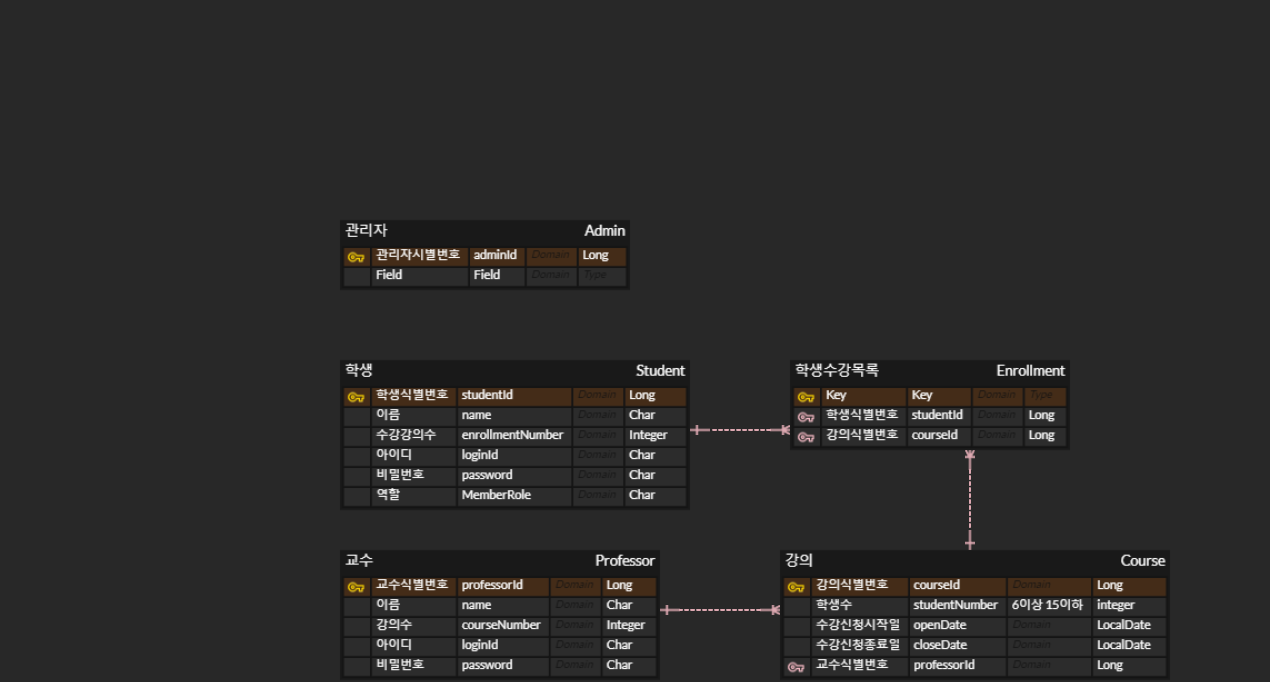 관리자 Admin
관리자시별번호 adminId Domain Long
Field Field Domain Type
학생 Student
학생식별번호 studentId Domain Long
이름 name Domain Char
수강강의수 enrollmentNumber Domain Integer
아이디 loginId Domain Char
비밀번호 password Domain Char
역할 MemberRole Domain Char
학생수강목록 Enrollment
Key Key Domain Type
학생식별번호 studentId Domain Long
강의식별번호 courseId Domain Long
교수 Professor
교수식별번호 professorId Domain Long
이름 name Domain Char
강의수 courseNumber Domain Integer
아이디 loginId Domain Char
비밀번호 password Domain Char
강의 Course
강의식별번호 courseId Domain Long
학생수 studentNumber 6이상 15이하 integer
수강신청시작일 openDate Domain LocalDate
수강신청종료일 closeDate Domain LocalDate
교수식별번호 professorId Domain Long